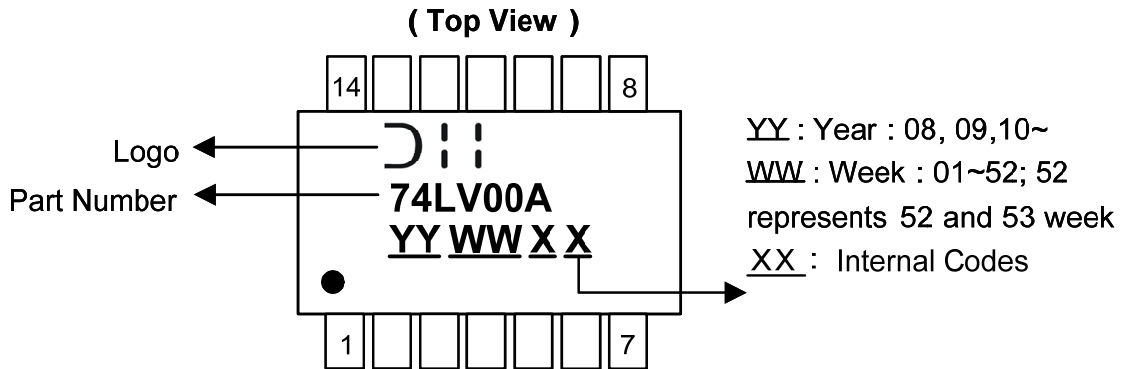 ( Top View )
14 8
Logo
Part Number
74LV00A
YY WW X X
1 7
YY : Year : 08, 09,10~
WW : Week : 01~52; 52
represents 52 and 53 week
XX : Internal Codes